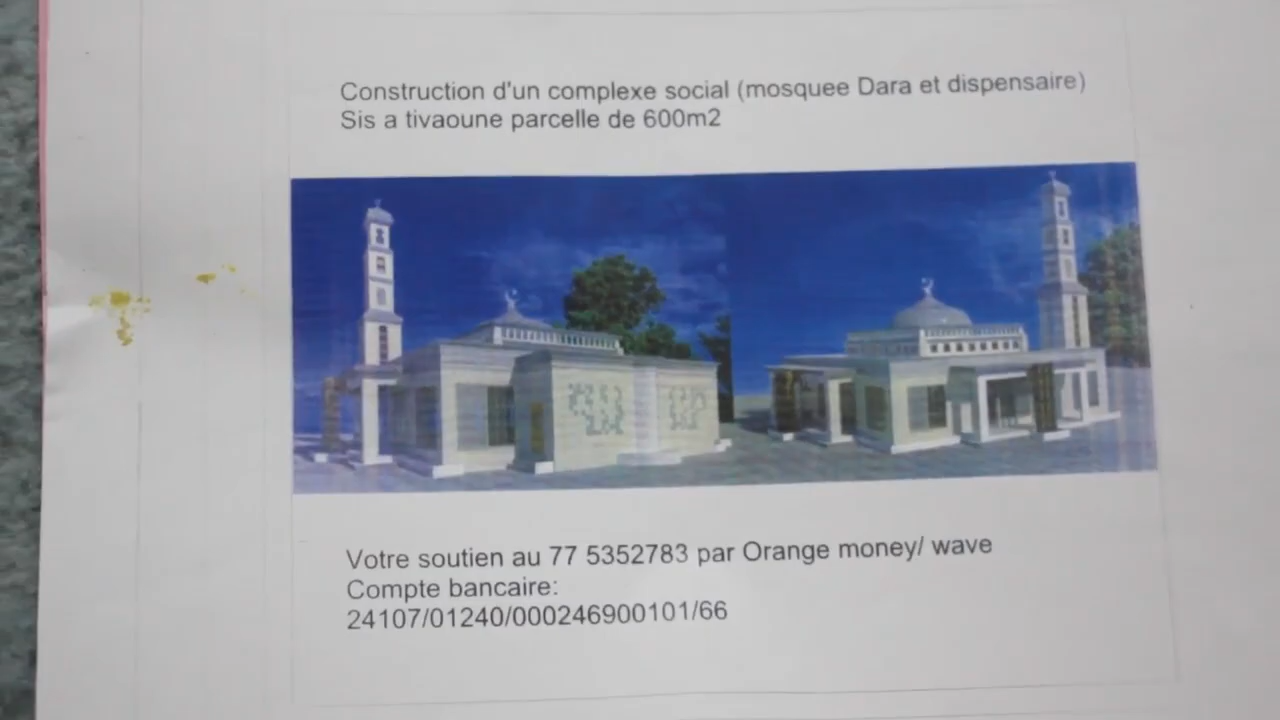 Construction d'un complexe social (mosquee Dara et dispensaire)
Sis a tivaoune parcelle de 600m2
Votre soutien au 77 5352783 par Orange money/ wave
Compte bancaire:
24107/01240/000246900101/66